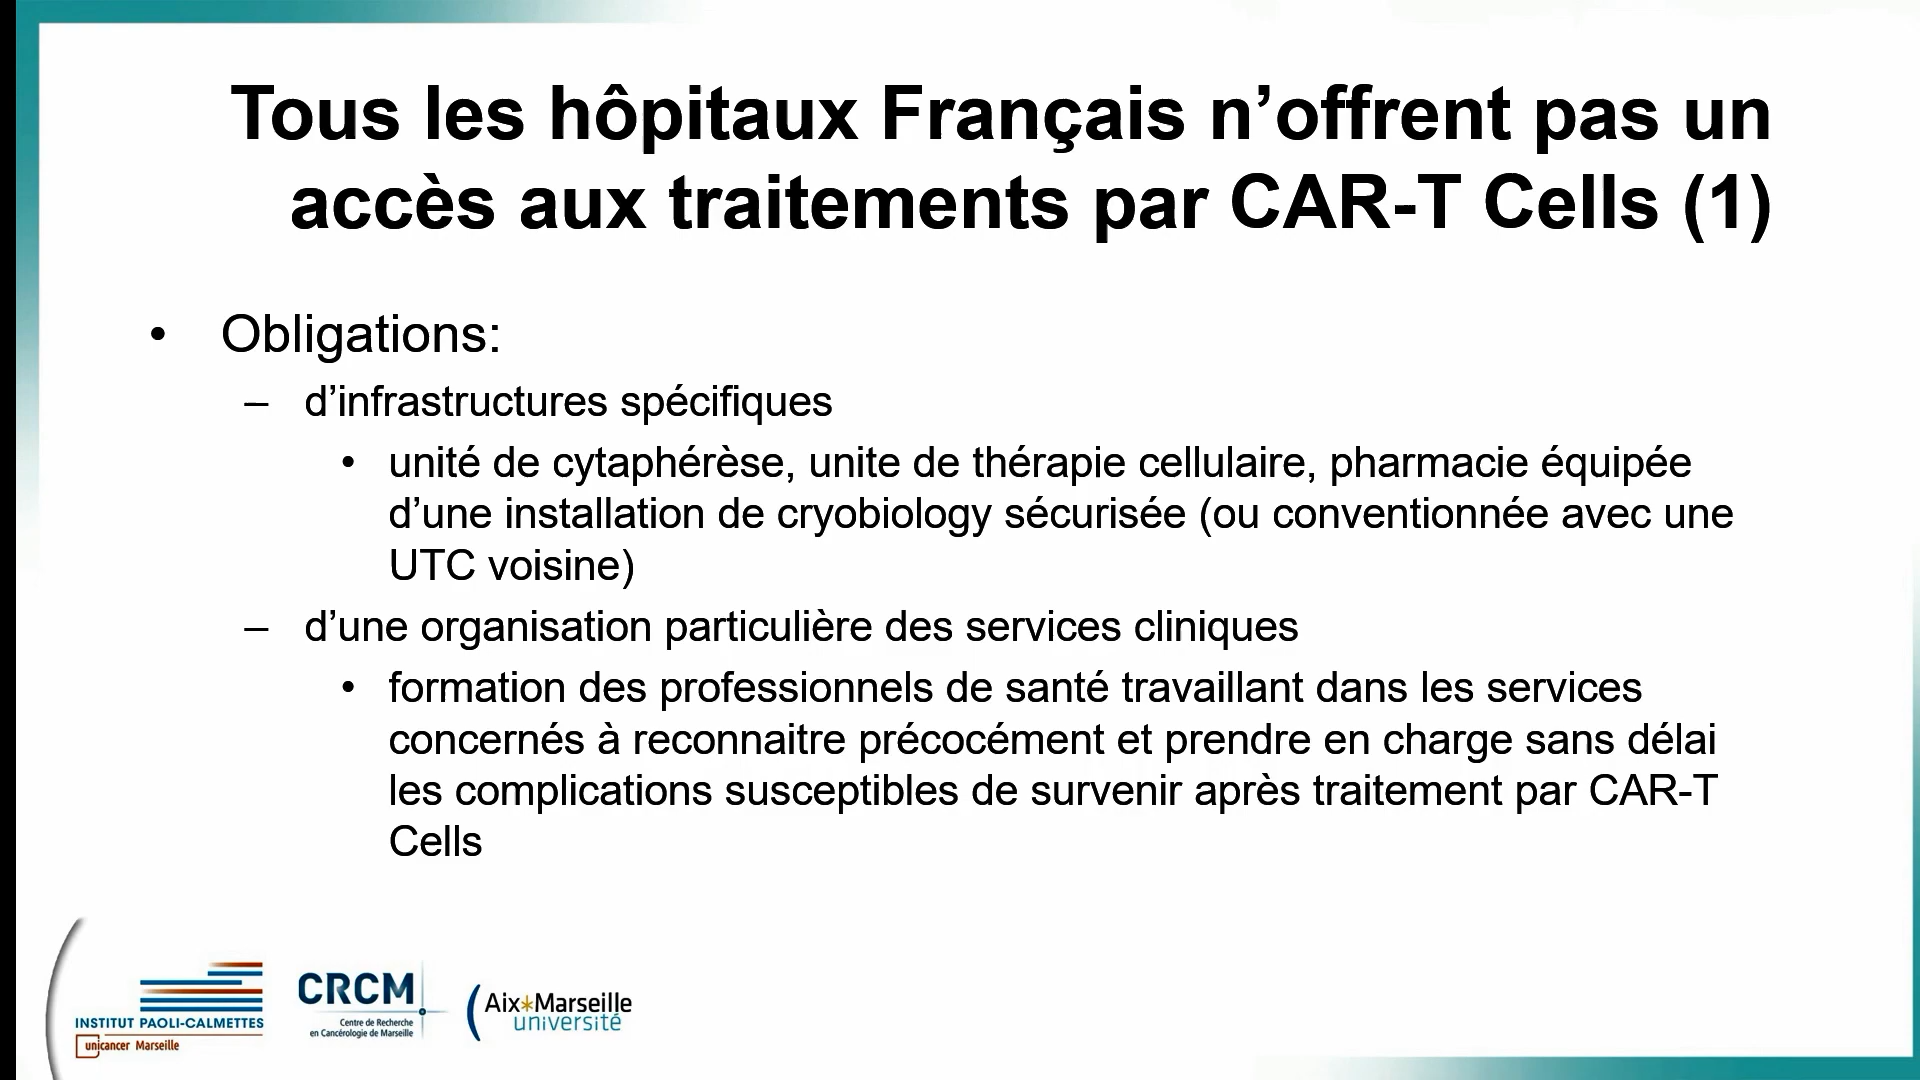 Tous les hôpitaux Français n’offrent pas un
accès aux traitements par CAR-T Cells (1)
• Obligations:
– d’infrastructures spécifiques
• unité de cytaphérèse, unite de thérapie cellulaire, pharmacie équipée
d’une installation de cryobiology sécurisée (ou conventionnée avec une
UTC voisine)
– d’une organisation particulière des services cliniques
• formation des professionnels de santé travaillant dans les services
concernés à reconnaitre précocément et prendre en charge sans délai
les complications susceptibles de survenir après traitement par CAR-T
Cells
INSTITUT PAOLI-CALMETTES
unicancer Marseille
CRCM
Centre de Recherche
en Cancérologie de Marseille
Aix*Marseille
université